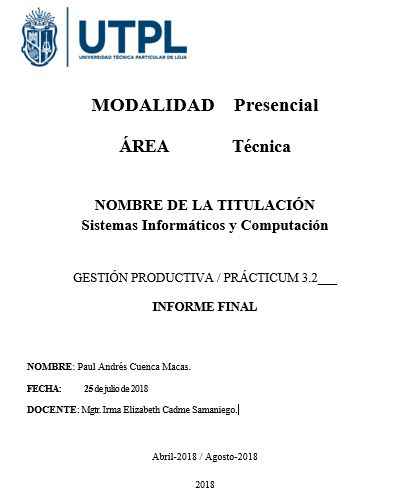 UTPL
UNIVERSIDAD TÉCNICA PARTICULAR DE LOJA
MODALIDAD Presencial
ÁREA Técnica
NOMBRE DE LA TITULACIÓN
Sistemas Informáticos y Computación
GESTIÓN PRODUCTIVA / PRÁCTICUM 3.2___
INFORME FINAL
NOMBRE: Paul Andrés Cuenca Macas.
FECHA: 25 de julio de 2018
DOCENTE: Mgtr. Irma Elizabeth Cadme Samaniego.
Abril-2018 / Agosto-2018
2018